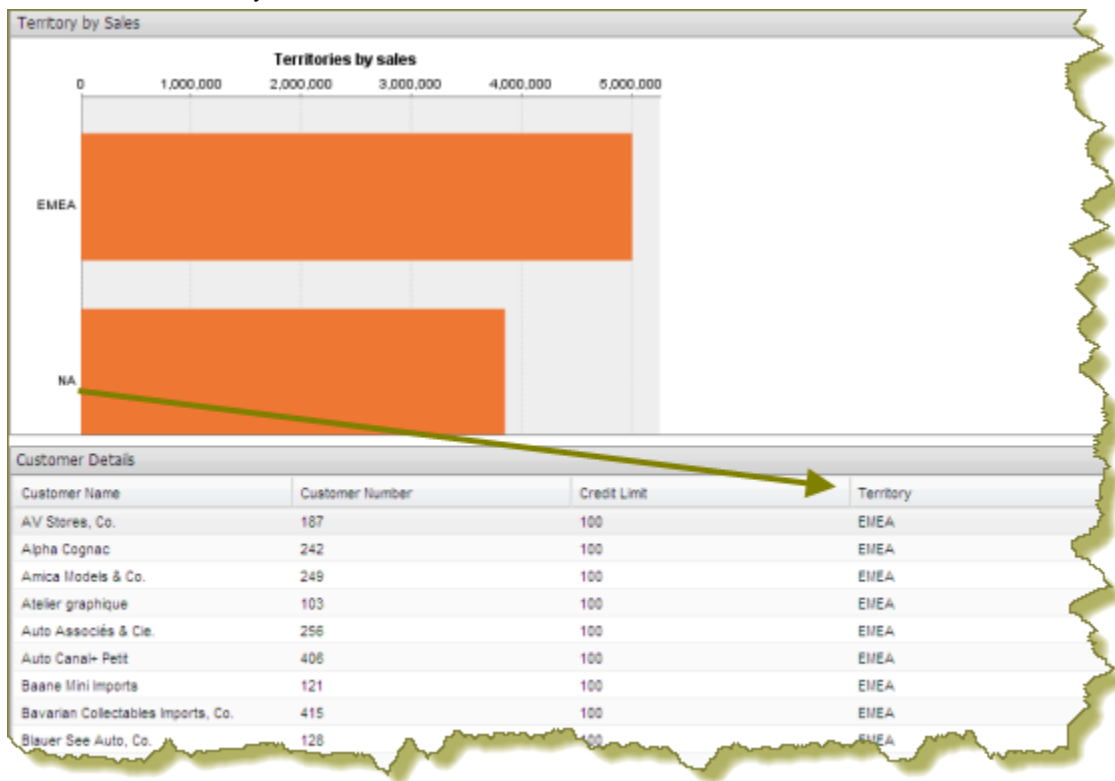 Territory by Sales
Territories by sales
0 1,000,000 2,000,000 3,000,000 4,000,000 5,000,000
EMEA
NA
Customer Details
Customer Name Customer Number Credit Limit Territory
AV Stores, Co. 187 100 EMEA
Alpha Cognac 242 100 EMEA
Amica Models & Co. 249 100 EMEA
Atelier graphique 103 100 EMEA
Auto Associés & Cie. 256 100 EMEA
Auto Canal+ Petit 406 100 EMEA
Baane Mini Imports 121 100 EMEA
Bavarian Collectables Imports, Co. 415 100 EMEA
Blauer See Auto, Co. 128 100 EMEA